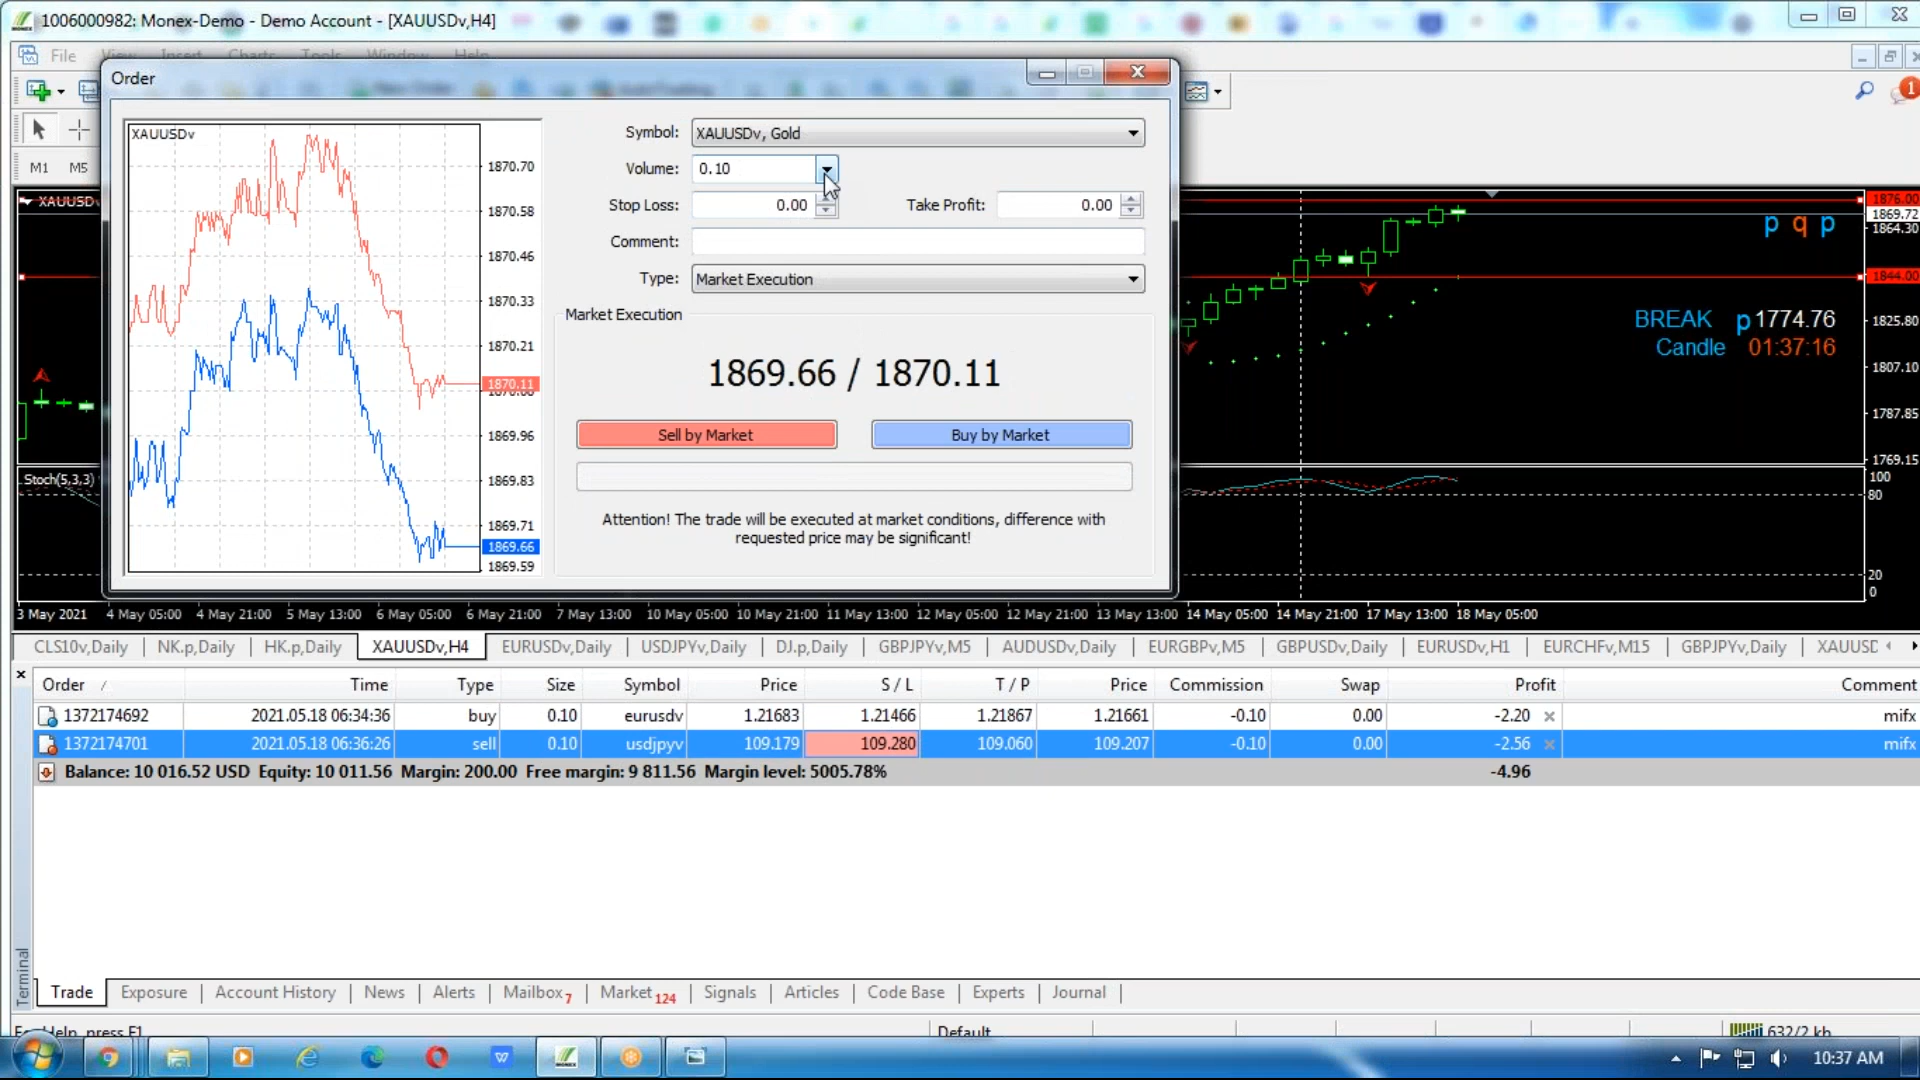 1006000982: Monex-Demo - Demo Account - [XAUUSDv,H4]
File View Insert Charts Tools Window Help
Order
1
M1 M5
XAUUSDv
1870.70
1870.58
1870.46
1870.33
1870.21
1870.11
1869.96
1869.83
1869.71
1869.66
1869.59
Symbol: XAUUSDv, Gold
Volume: 0.10
Stop Loss: 0.00 Take Profit: 0.00
Comment:
Type: Market Execution
Market Execution
1869.66 / 1870.11
Sell by Market Buy by Market
Attention! The trade will be executed at market conditions, difference with
requested price may be significant!
XAUUSD
Stoch(5,3,3)
p q p
BREAK p 1774.76
Candle 01:37:16
1876.00
1869.72
1864.30
1844.00
1825.80
1807.10
1787.85
1769.15
100
80
20
0
3 May 2021 4 May 05:00 4 May 21:00 5 May 13:00 6 May 05:00 6 May 21:00 7 May 13:00 10 May 05:00 10 May 21:00 11 May 13:00 12 May 05:00 12 May 21:00 13 May 13:00 14 May 05:00 14 May 21:00 17 May 13:00 18 May 05:00
CLS10v,Daily NK.p,Daily HK.p,Daily XAUUSDv,H4 EURUSDv,Daily USDJPYv,Daily DJ.p,Daily GBPJPYv,M5 AUDUSDv,Daily EURGBPv,M5 GBPUSDv,Daily EURUSDv,H1 EURCHFv,M15 GBPJPYv,Daily XAUUSD
Order / Time Type Size Symbol Price S / L T / P Price Commission Swap Profit Comment
1372174692 2021.05.18 06:34:36 buy 0.10 eurusdv 1.21683 1.21466 1.21867 1.21661 -0.10 0.00 -2.20 mifx
1372174701 2021.05.18 06:36:26 sell 0.10 usdjpyv 109.179 109.280 109.060 109.207 -0.10 0.00 -2.56 mifx
Balance: 10 016.52 USD Equity: 10 011.56 Margin: 200.00 Free margin: 9 811.56 Margin level: 5005.78% -4.96
Terminal
Trade Exposure Account History News Alerts Mailbox 7 Market 124 Signals Articles Code Base Experts Journal
Help, press F1 Default 632/2 kb
10:37 AM